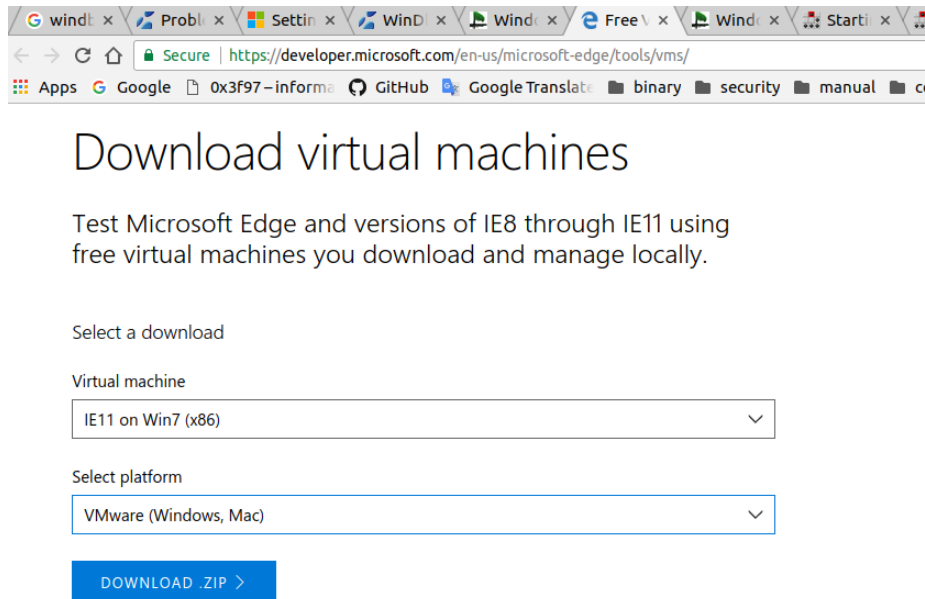 windb Proble Settin WinD Windo Free V Windo Starti
Secure https://developer.microsoft.com/en-us/microsoft-edge/tools/vms/
Apps Google 0x3f97 – informa GitHub Google Translate binary security manual
Download virtual machines
Test Microsoft Edge and versions of IE8 through IE11 using
free virtual machines you download and manage locally.
Select a download
Virtual machine
IE11 on Win7 (x86)
Select platform
VMware (Windows, Mac)
DOWNLOAD .ZIP